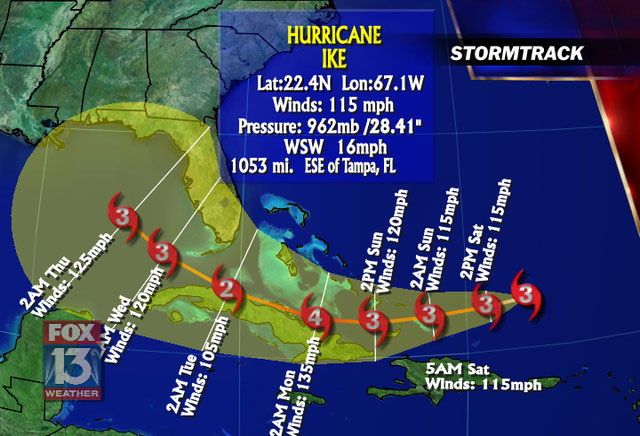 STORMTRACK
HURRICANE
IKE
Lat:22.4N Lon:67.1W
Winds: 115 mph
Pressure: 962mb /28.41"
WSW 16mph
1053 mi. ESE of Tampa, FL
2AM Thu
Winds: 125mph
3
AM Wed
Winds: 120mph
3
2AM Tue
Winds: 105mph
2
2AM Mon
Winds: 135mph
4
2PM Sun
Winds: 120mph
3
2AM Sun
Winds: 115mph
3
2PM Sat
Winds: 115mph
3
5AM Sat
Winds: 115mph
3
FOX
13
WEATHER